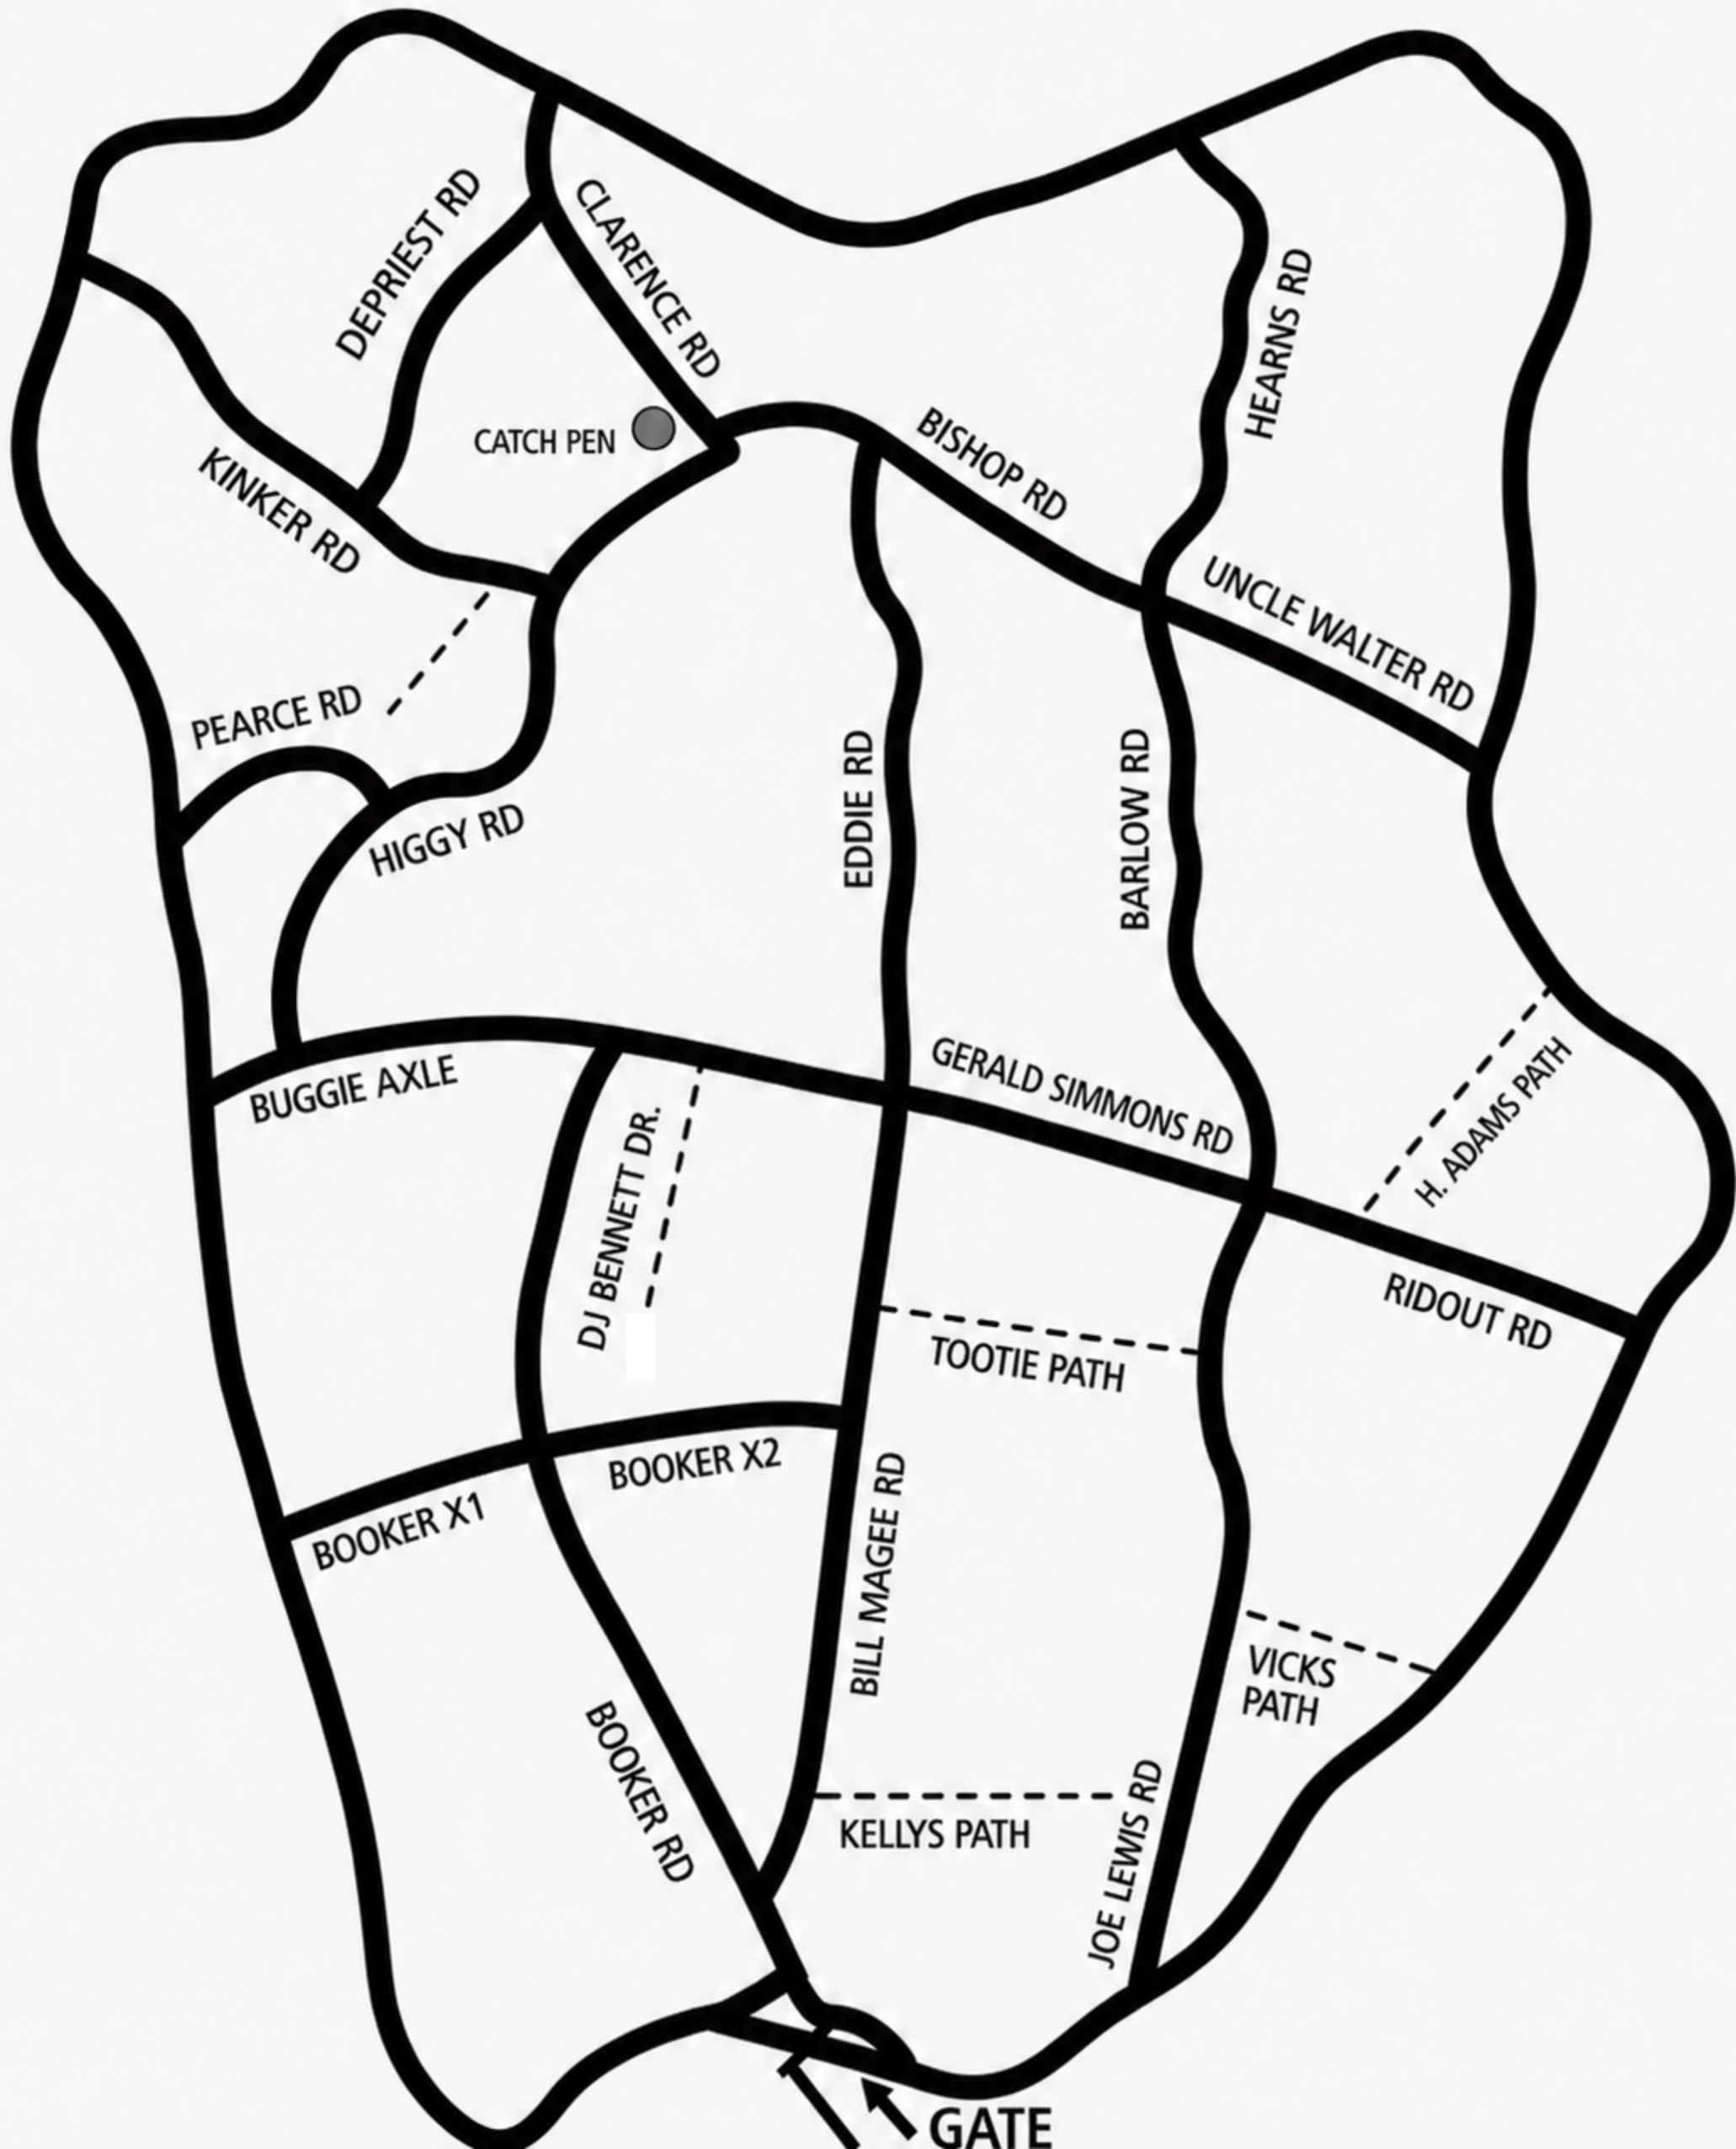 DEPRIEST RD
CLARENCE RD
HEARNS RD
CATCH PEN
BISHOP RD
KINKER RD
UNCLE WALTER RD
PEARCE RD
HIGGY RD
EDDIE RD
BARLOW RD
GERALD SIMMONS RD
BUGGIE AXLE
H. ADAMS PATH
DJ BENNETT DR.
RIDOUT RD
TOOTIE PATH
BOOKER X2
BOOKER X1
BILL MAGEE RD
VICKS
PATH
BOOKER RD
KELLYS PATH
JOE LEWIS RD
GATE